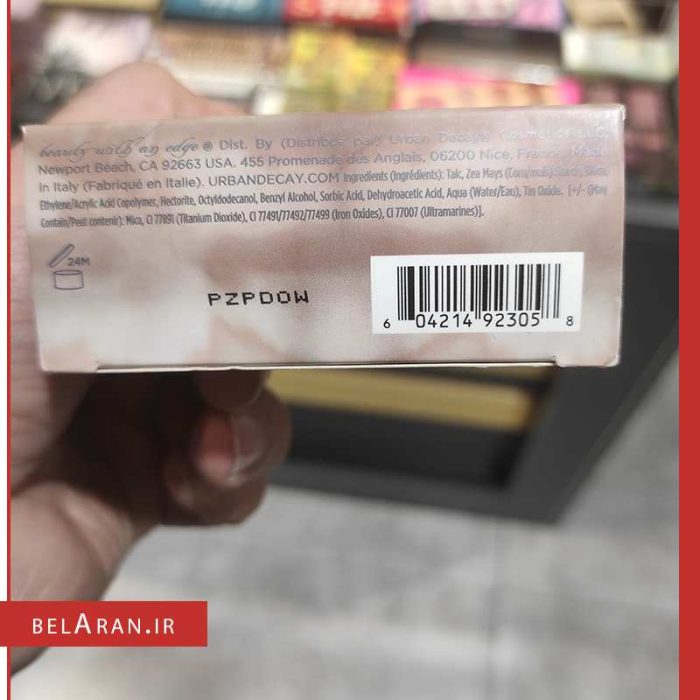 beauty with an edge® Dist. By (Distribué par) Urban Decay Cosmetics LLC,
Newport Beach, CA 92663 USA. 455 Promenade des Anglais, 06200 Nice, France. Made
in Italy (Fabriqué en Italie). URBANDECAY.COM Ingredients (Ingrédients): Talc, Zea Mays (Corn/maïs) Starch, Silica,
Ethylene/Acrylic Acid Copolymer, Hectorite, Octyldodecanol, Benzyl Alcohol, Sorbic Acid, Dehydroacetic Acid, Aqua (Water/Eau), Tin Oxide. [+/- (May
Contain/Peut contenir): Mica, CI 77891 (Titanium Dioxide), CI 77491/77492/77499 (Iron Oxides), CI 77007 (Ultramarines)].
24M
PZPDOW
6 04214 92305 8
BELARAN.IR